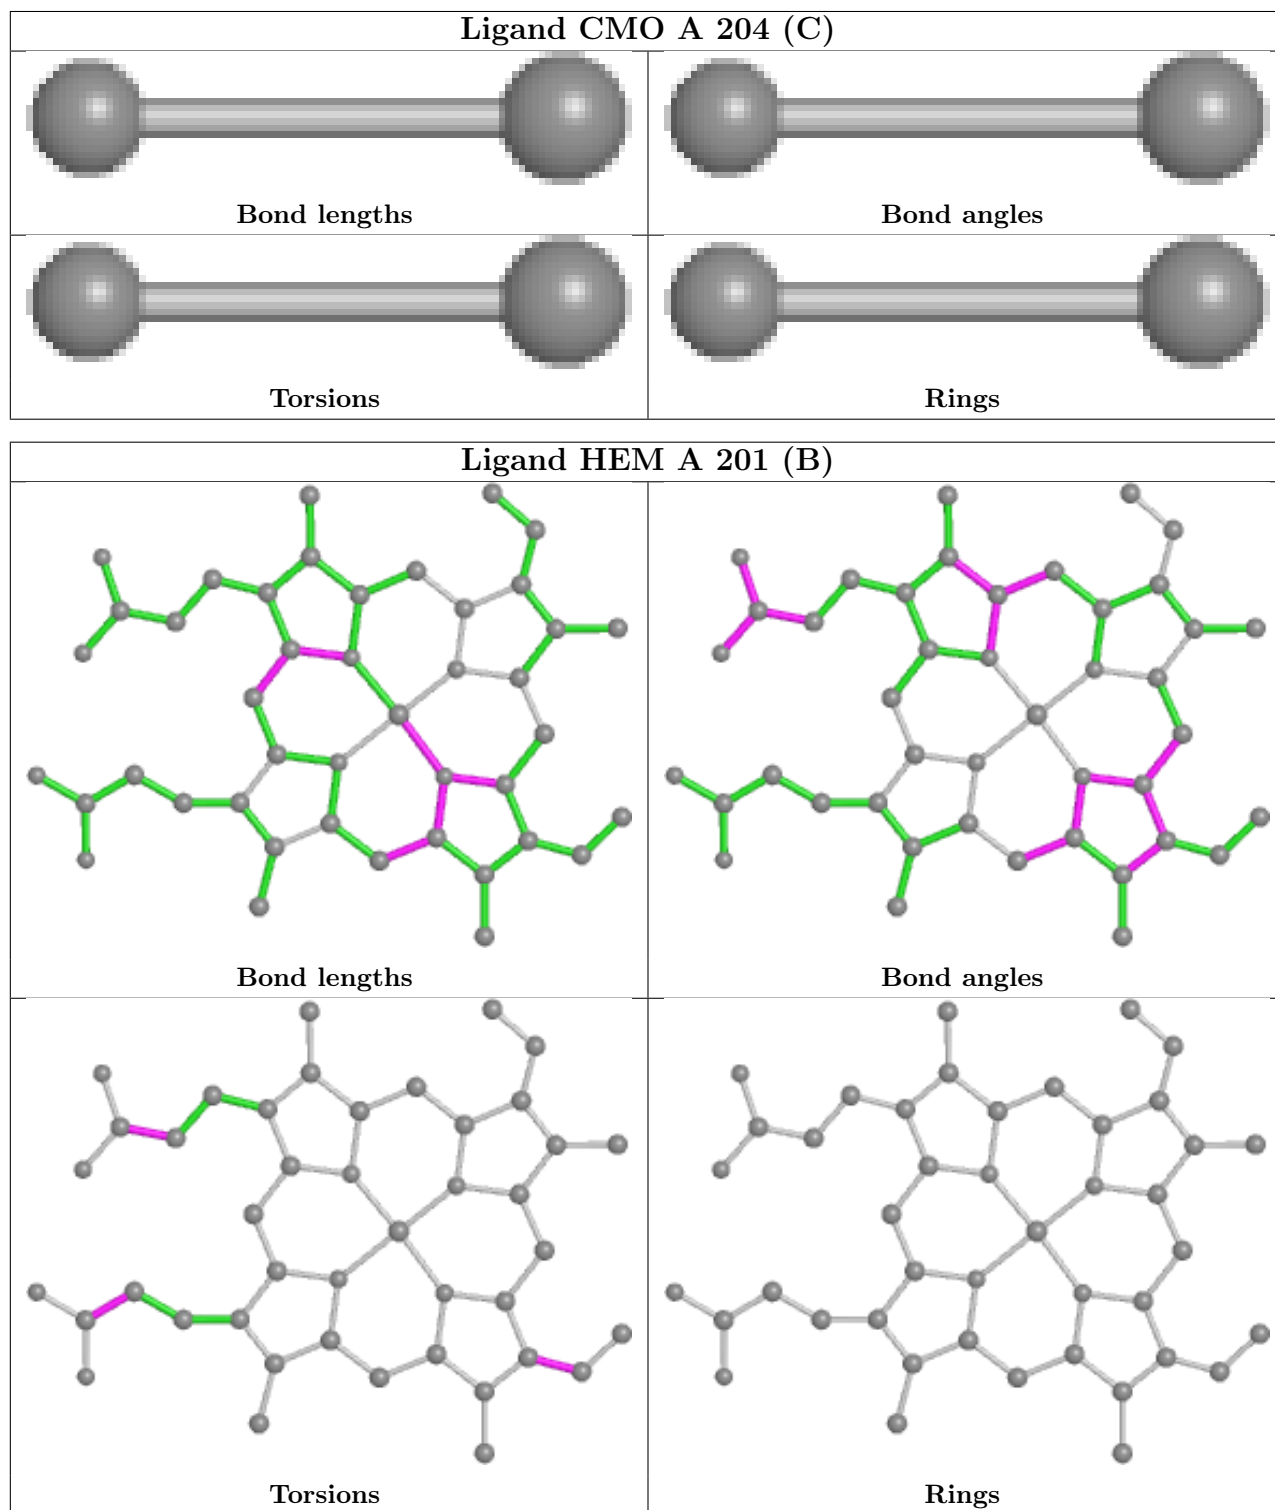 Ligand CMO A 204 (C)
Bond lengths
Bond angles
Torsions
Rings
Ligand HEM A 201 (B)
Bond lengths
Bond angles
Torsions
Rings